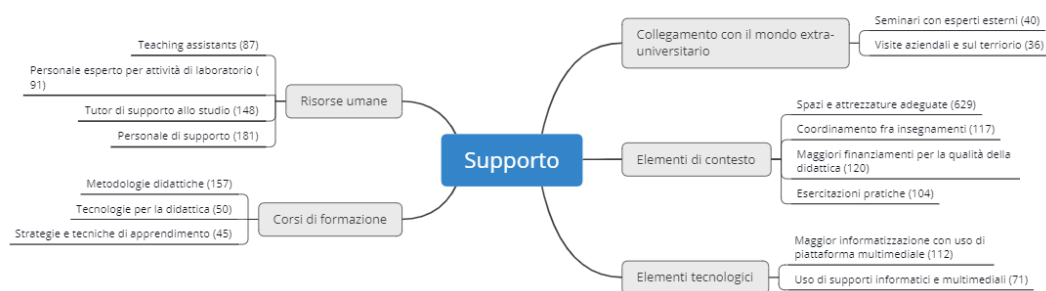 Supporto
Risorse umane
Teaching assistants (87)
Personale esperto per attività di laboratorio (
91)
Tutor di supporto allo studio (148)
Personale di supporto (181)
Corsi di formazione
Metodologie didattiche (157)
Tecnologie per la didattica (50)
Strategie e tecniche di apprendimento (45)
Collegamento con il mondo extra-
universitario
Seminari con esperti esterni (40)
Visite aziendali e sul terriorio (36)
Elementi di contesto
Spazi e attrezzature adeguate (629)
Coordinamento fra insegnamenti (117)
Maggiori finanziamenti per la qualità della
didattica (120)
Esercitazioni pratiche (104)
Elementi tecnologici
Maggior informatizzazione con uso di
piattaforma multimediale (112)
Uso di supporti informatici e multimediali (71)